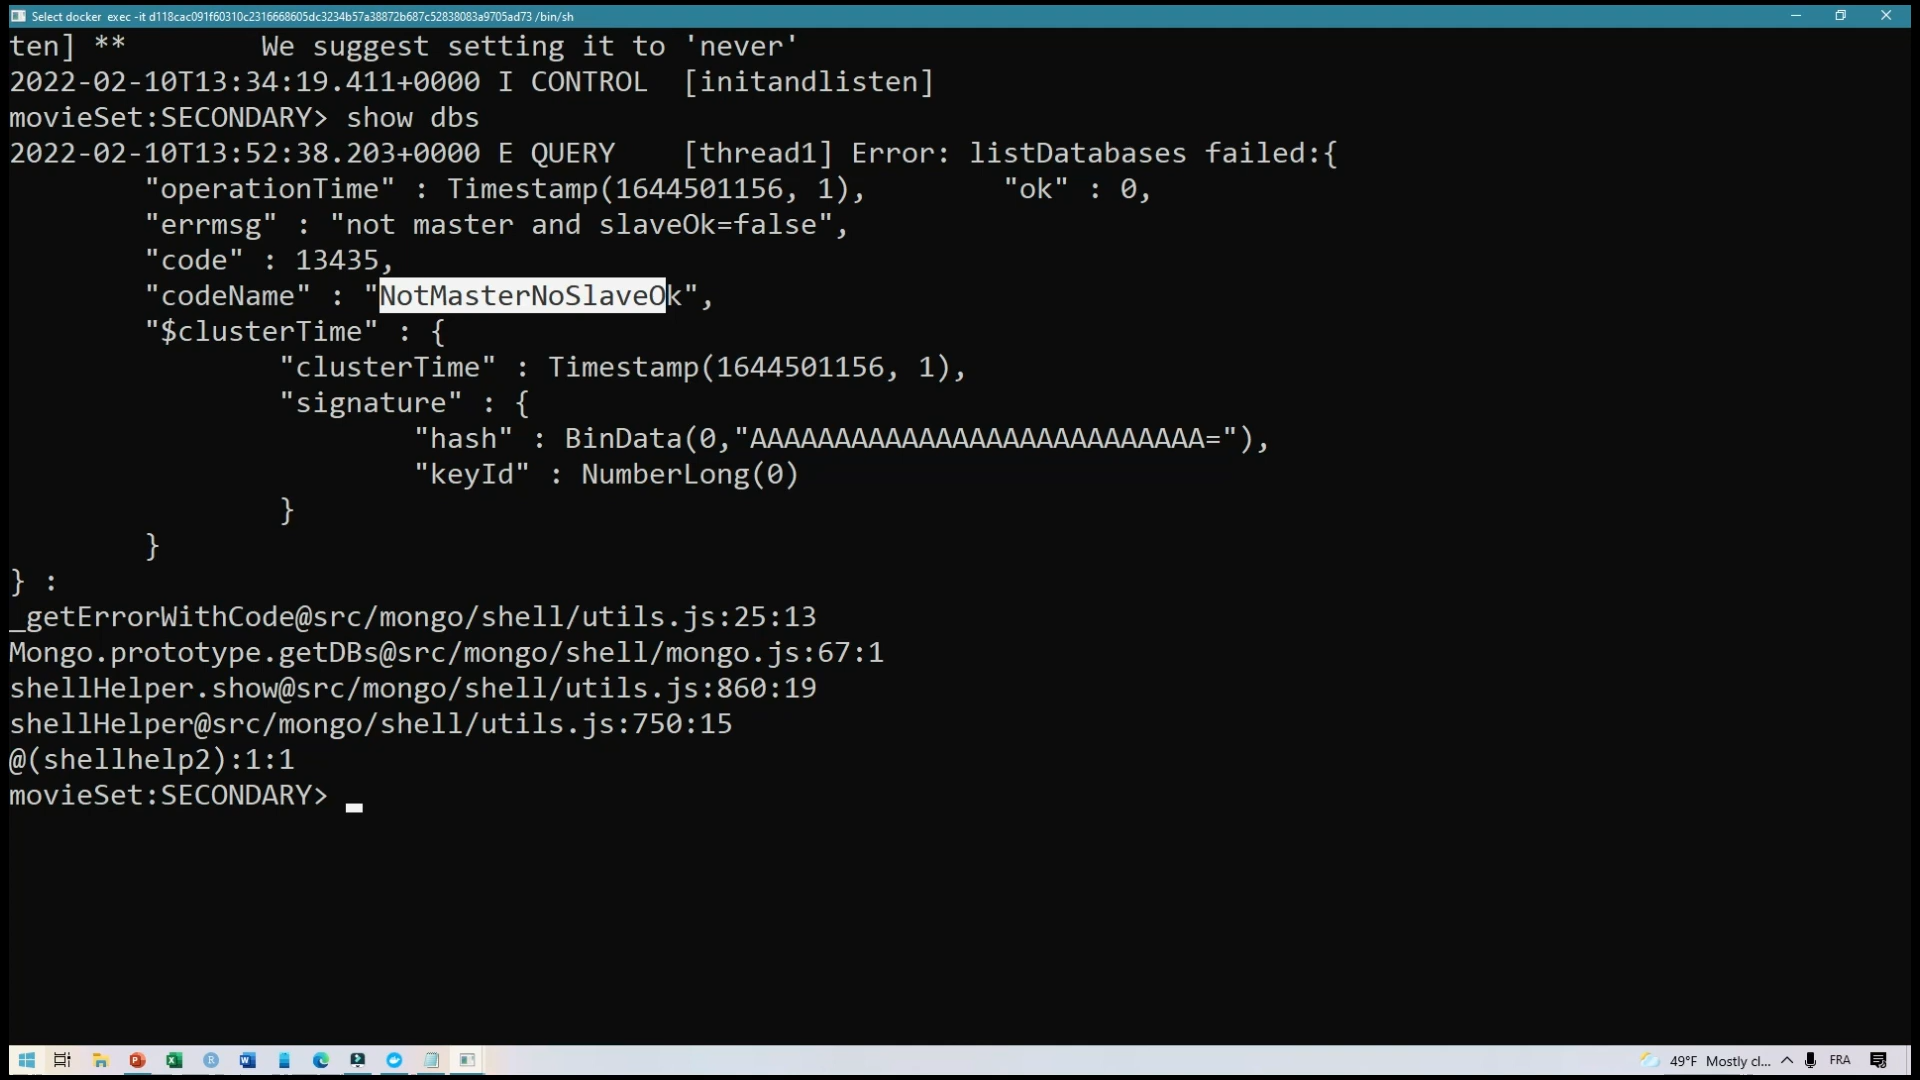 Select docker exec -it d118cac091f60310c2316668605dc3234b57a38872b687c52838083a9705ad73 /bin/sh
ten] **        We suggest setting it to 'never'
2022-02-10T13:34:19.411+0000 I CONTROL  [initandlisten]
movieSet:SECONDARY> show dbs
2022-02-10T13:52:38.203+0000 E QUERY    [thread1] Error: listDatabases failed:{
        "operationTime" : Timestamp(1644501156, 1),        "ok" : 0,
        "errmsg" : "not master and slaveOk=false",
        "code" : 13435,
        "codeName" : "NotMasterNoSlaveOk",
        "$clusterTime" : {
                "clusterTime" : Timestamp(1644501156, 1),
                "signature" : {
                        "hash" : BinData(0,"AAAAAAAAAAAAAAAAAAAAAAAAAAA="),
                        "keyId" : NumberLong(0)
                }
        }
} :
_getErrorWithCode@src/mongo/shell/utils.js:25:13
Mongo.prototype.getDBs@src/mongo/shell/mongo.js:67:1
shellHelper.show@src/mongo/shell/utils.js:860:19
shellHelper@src/mongo/shell/utils.js:750:15
@(shellhelp2):1:1
movieSet:SECONDARY>
49°F Mostly cl... FRA